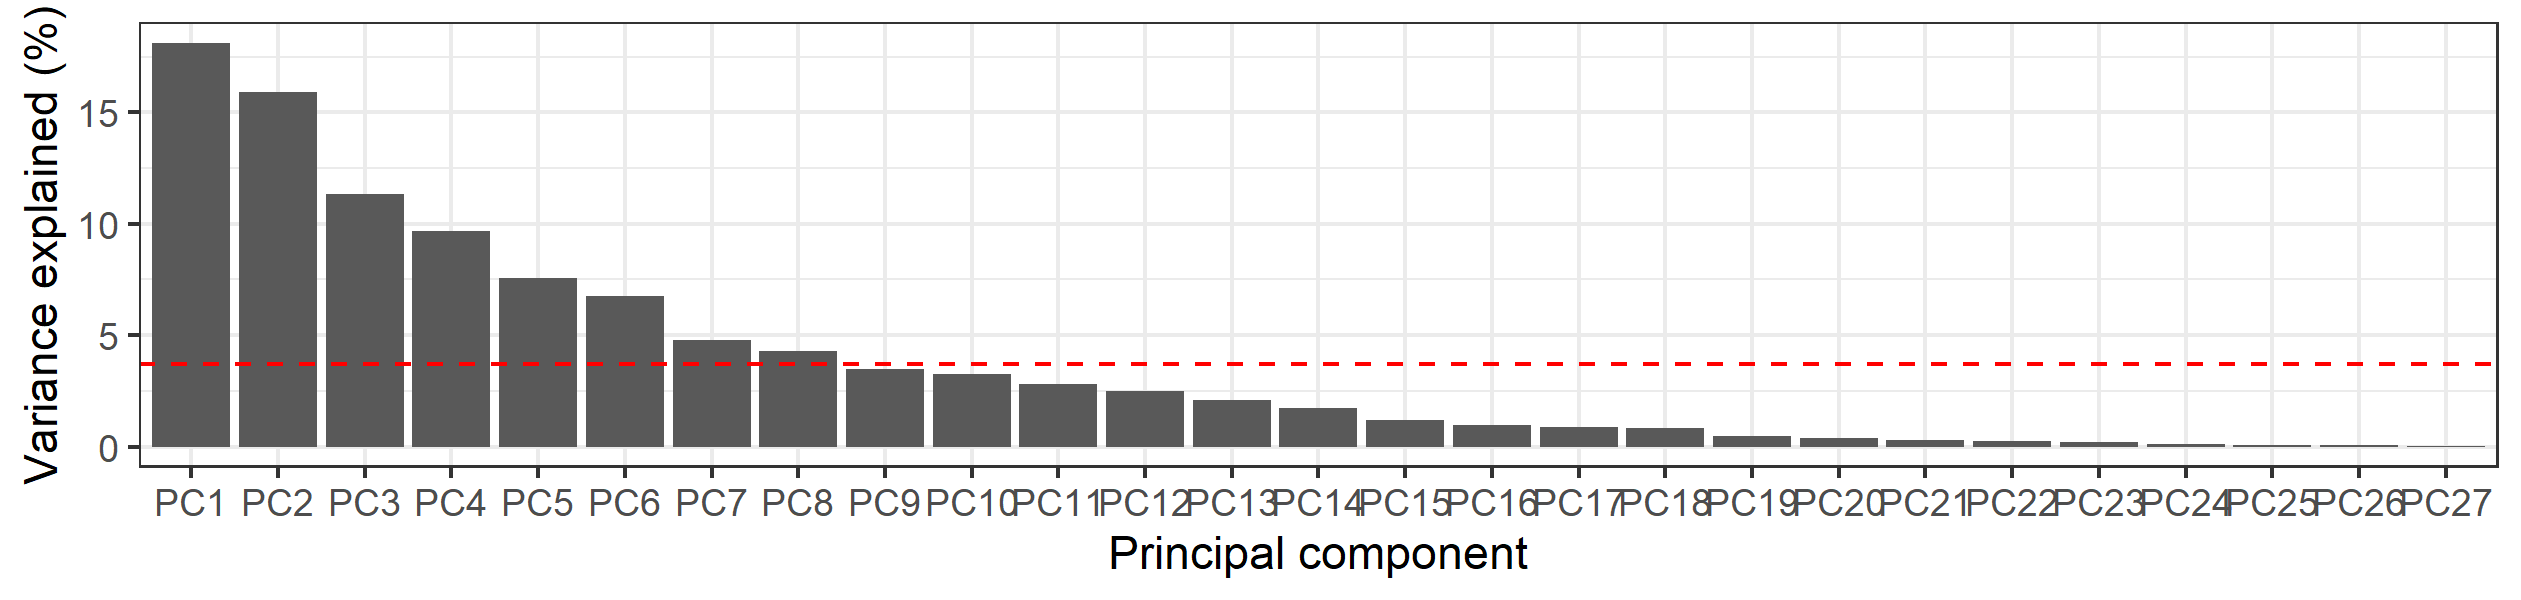 Variance explained (%)
15
10
5
0
PC1 PC2 PC3 PC4 PC5 PC6 PC7 PC8 PC9 PC10 PC11 PC12 PC13 PC14 PC15 PC16 PC17 PC18 PC19 PC20 PC21 PC22 PC23 PC24 PC25 PC26 PC27
Principal component